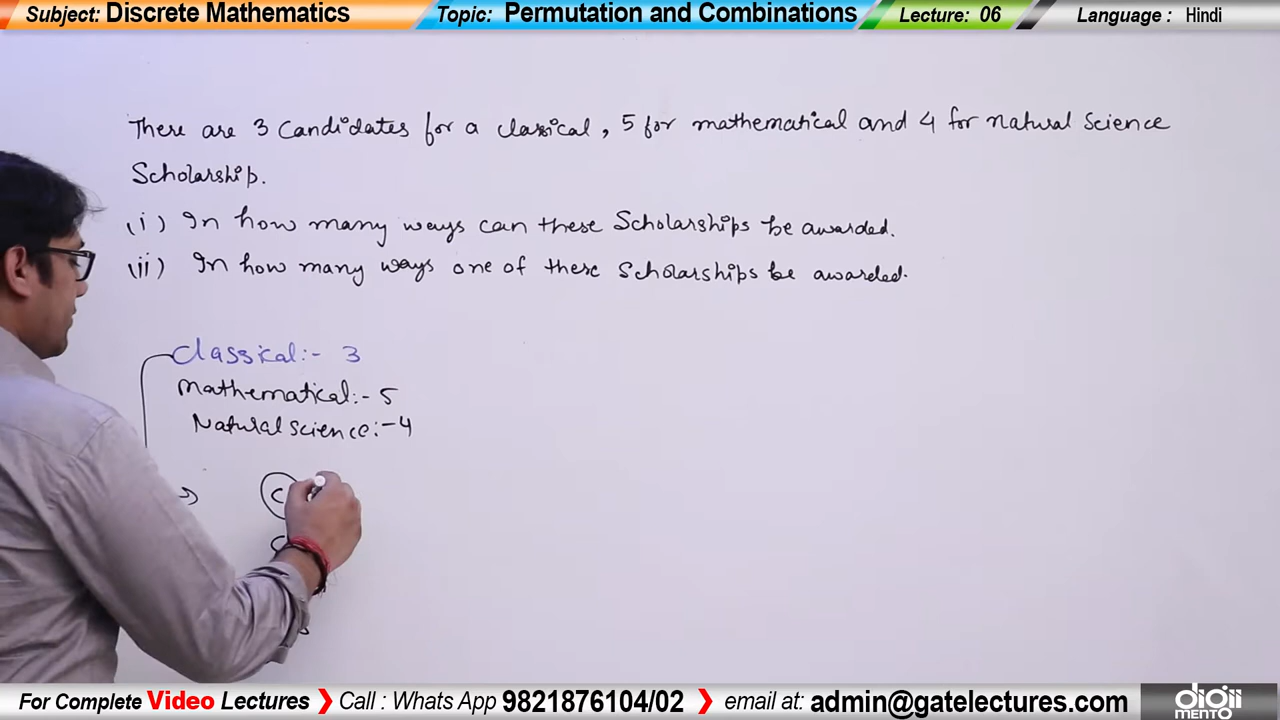 Subject: Discrete Mathematics Topic: Permutation and Combinations Lecture: 06 Language : Hindi
There are 3 candidates for a classical, 5 for mathematical and 4 for natural Science
Scholarship.
(i) In how many ways can these Scholarships be awarded.
(ii) In how many ways one of these Scholarships be awarded.
Classical:- 3
Mathematical:- 5
Natural science:- 4
C
For Complete Video Lectures ❯ Call : Whats App 9821876104/02 ❯ email at: admin@gatelectures.com
digii
MENTO